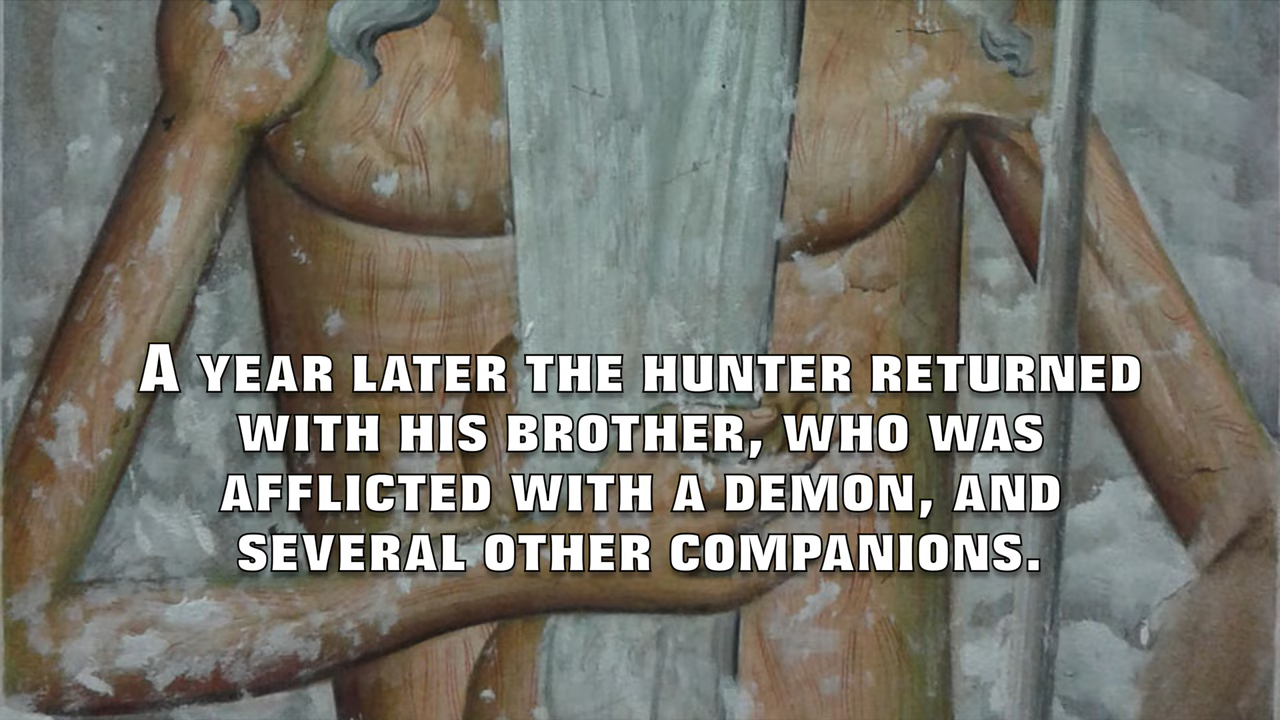 A YEAR LATER THE HUNTER RETURNED
WITH HIS BROTHER, WHO WAS
AFFLICTED WITH A DEMON, AND
SEVERAL OTHER COMPANIONS.